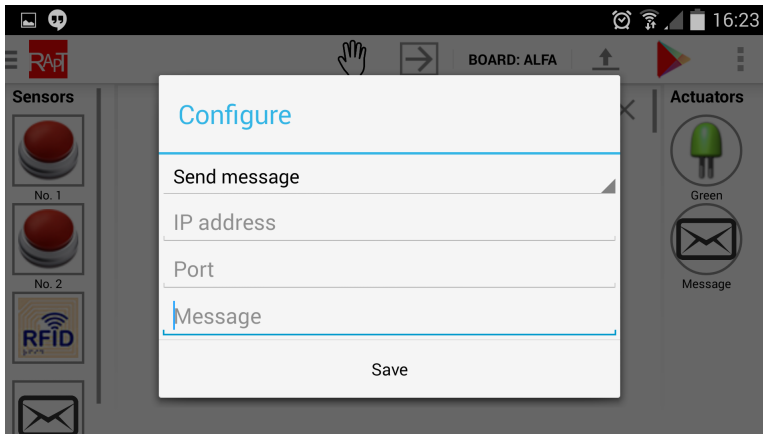 16:23
RApT
BOARD: ALFA
Sensors
Actuators
Configure
Send message
No. 1
Green
IP address
Port
No. 2
Message
Message
RFID
Save